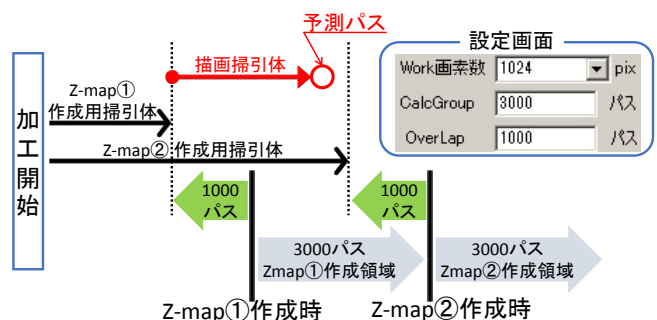 予測パス
描画掃引体
Z-map①
作成用掃引体
Z-map②作成用掃引体
加工開始
設定画面
Work画素数 1024 pix
CalcGroup 3000 パス
OverLap 1000 パス
1000
パス
1000
パス
3000パス
Zmap①作成領域
3000パス
Zmap②作成領域
Z-map①作成時
Z-map②作成時